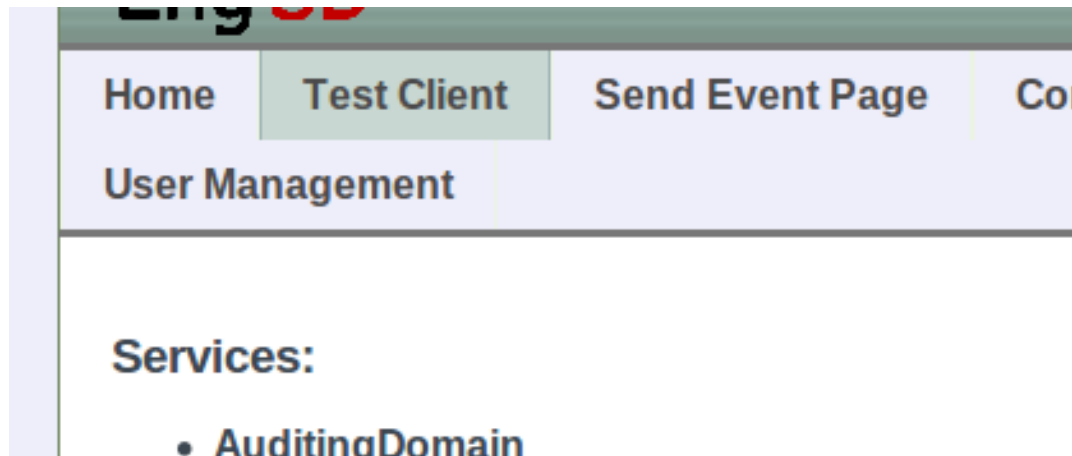 Home Test Client Send Event Page
User Management
Services:
• AuditingDomain